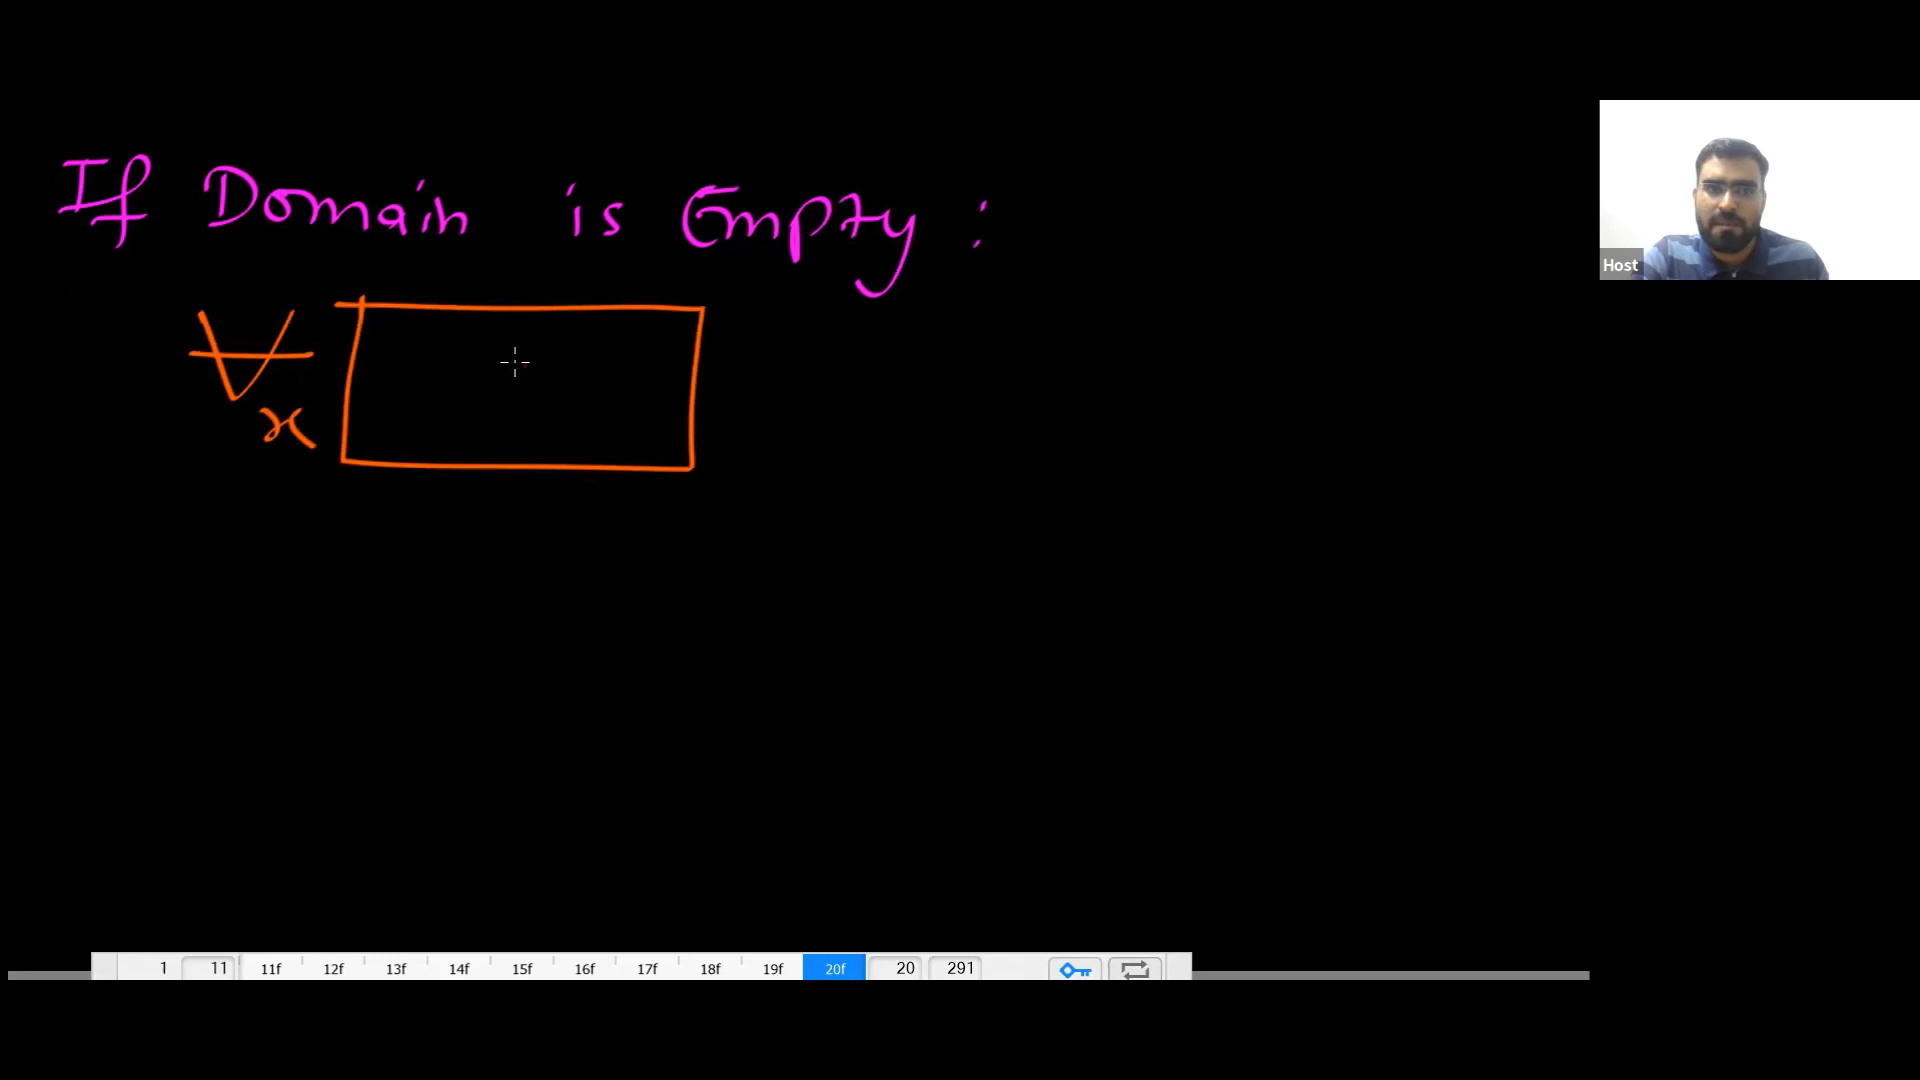 If Domain is Empty :
∀x
Host
1 11 11f 12f 13f 14f 15f 16f 17f 18f 19f 20f 20 291